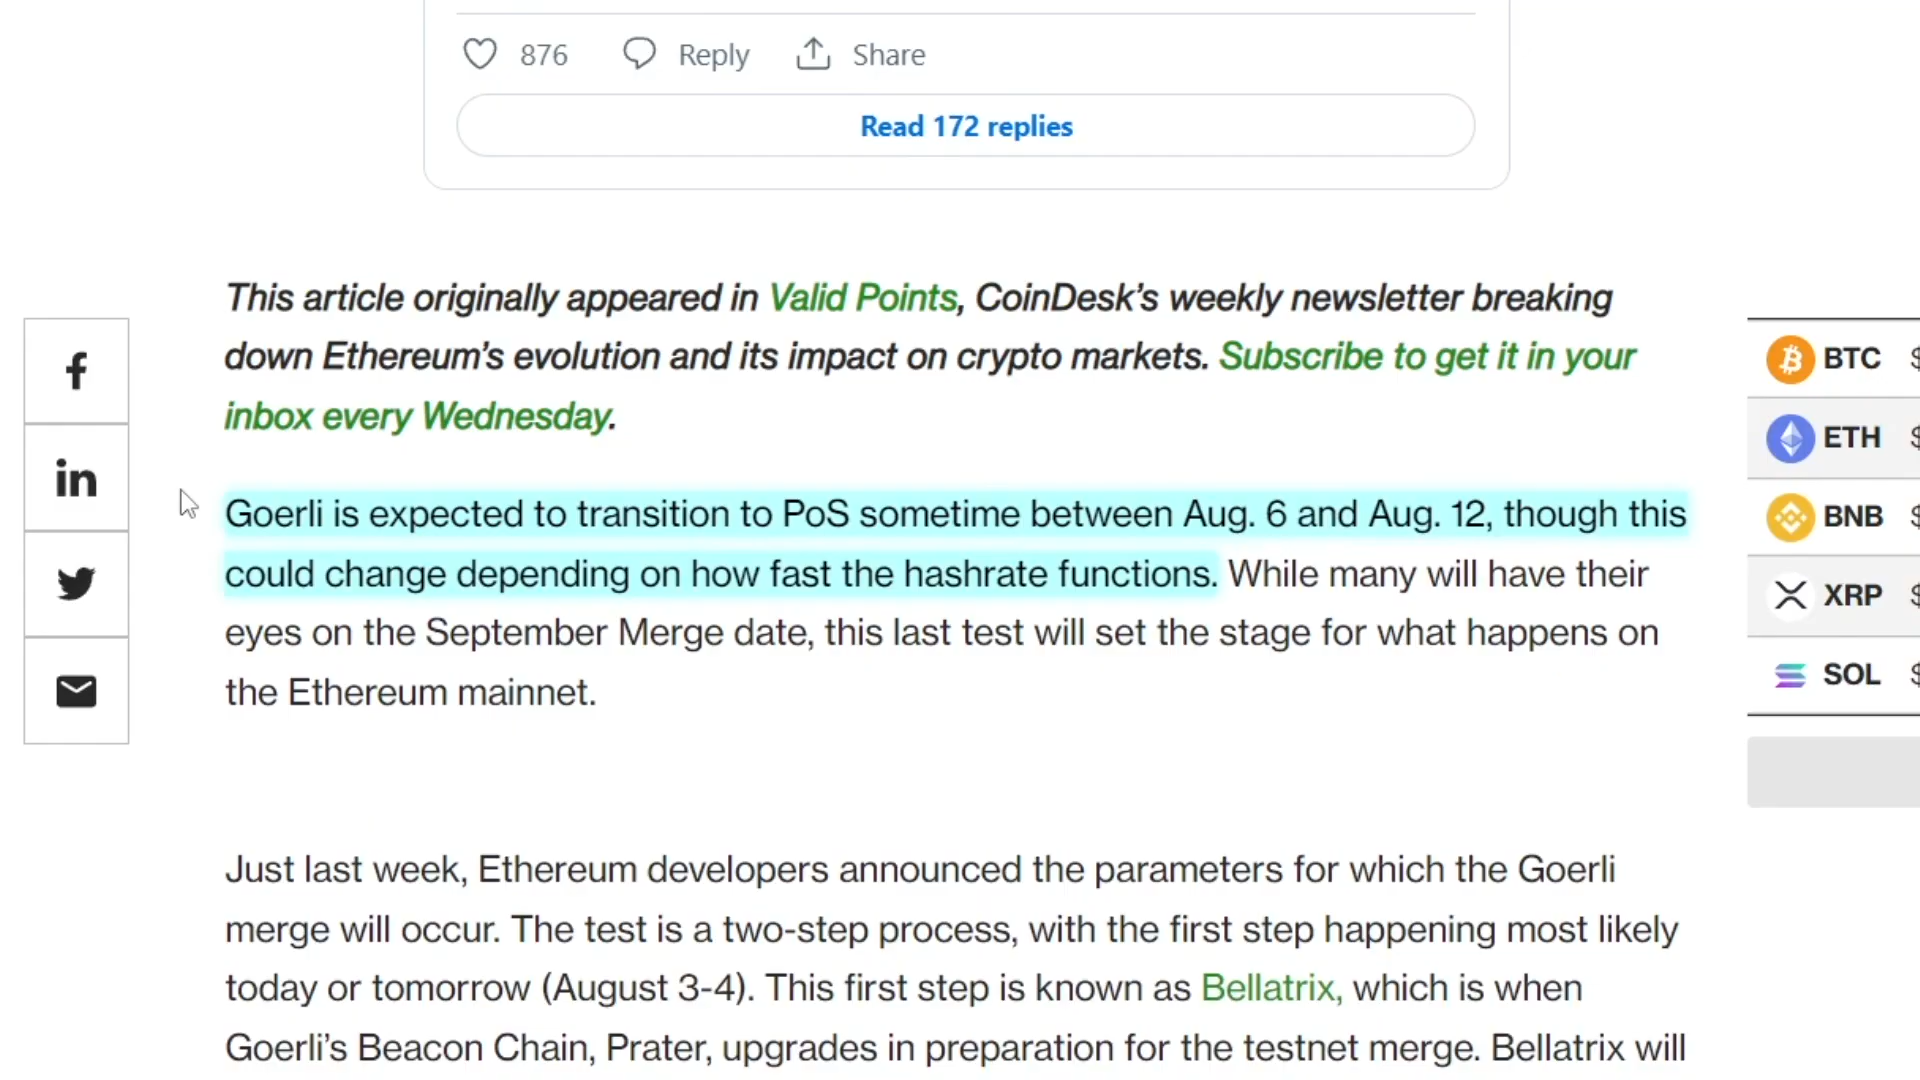 876 Reply Share
Read 172 replies
This article originally appeared in Valid Points, CoinDesk's weekly newsletter breaking
down Ethereum's evolution and its impact on crypto markets. Subscribe to get it in your
inbox every Wednesday.
Goerli is expected to transition to PoS sometime between Aug. 6 and Aug. 12, though this
could change depending on how fast the hashrate functions. While many will have their
eyes on the September Merge date, this last test will set the stage for what happens on
the Ethereum mainnet.
Just last week, Ethereum developers announced the parameters for which the Goerli
merge will occur. The test is a two-step process, with the first step happening most likely
today or tomorrow (August 3-4). This first step is known as Bellatrix, which is when
Goerli's Beacon Chain, Prater, upgrades in preparation for the testnet merge. Bellatrix will
f
in
BTC $
ETH $
BNB $
XRP $
SOL $